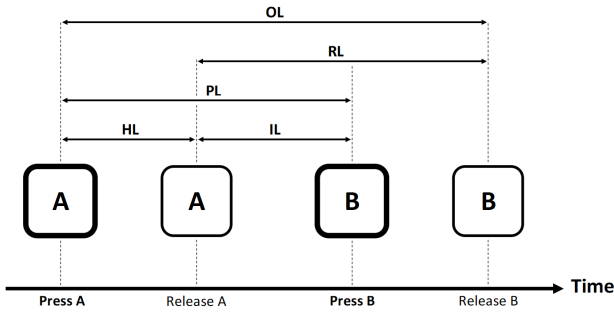 OL
RL
PL
HL IL
A A B B
Time
Press A Release A Press B Release B